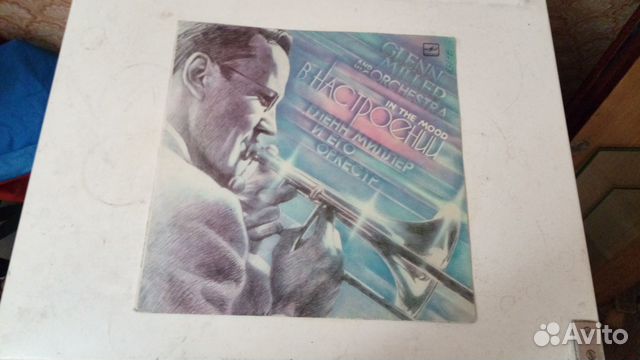 GLENN
MILLER
AND
HIS ORCHESTRA
IN THE MOOD
В НАСТРОЕНИИ
ГЛЕНН МИЛЛЕР
И ЕГО
ОРКЕСТР
Avito